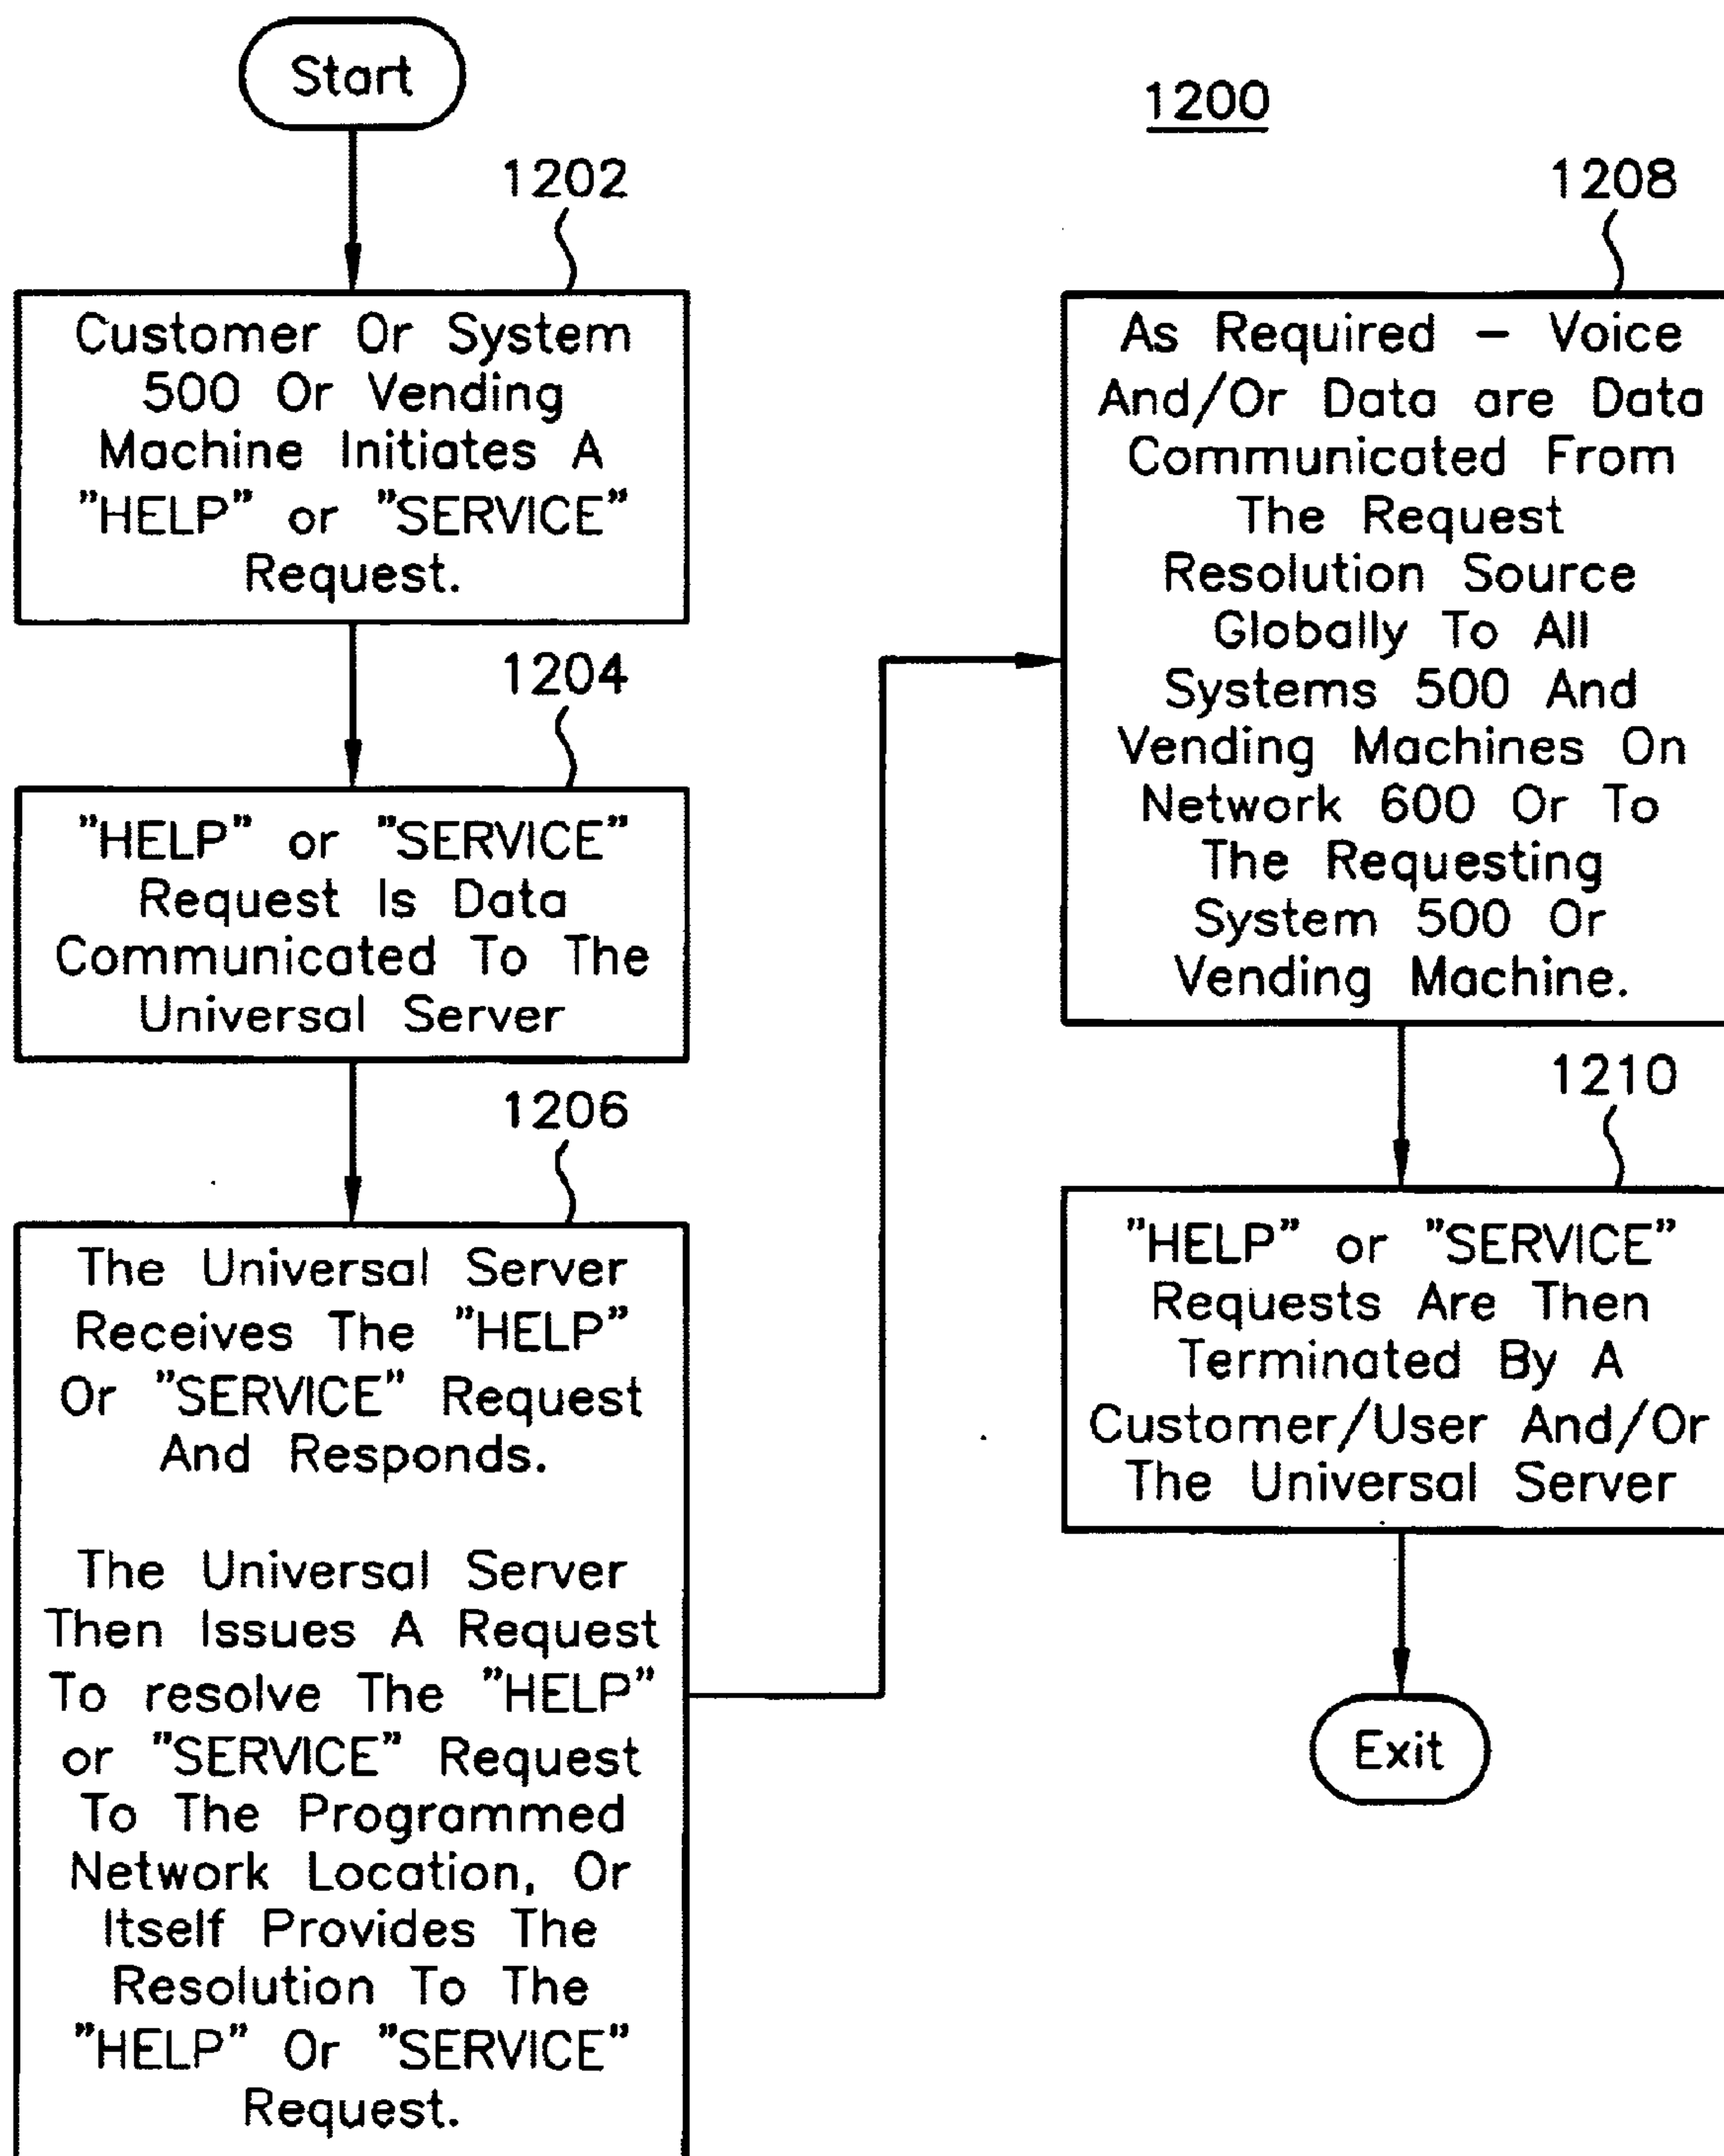 Start
1200
1202
Customer Or System
500 Or Vending
Machine Initiates A
"HELP" or "SERVICE"
Request.
1204
"HELP" or "SERVICE"
Request Is Data
Communicated To The
Universal Server
1206
The Universal Server
Receives The "HELP"
Or "SERVICE" Request
And Responds.
The Universal Server
Then Issues A Request
To resolve The "HELP"
or "SERVICE" Request
To The Programmed
Network Location, Or
Itself Provides The
Resolution To The
"HELP" Or "SERVICE"
Request.
1208
As Required – Voice
And/Or Data are Data
Communicated From
The Request
Resolution Source
Globally To All
Systems 500 And
Vending Machines On
Network 600 Or To
The Requesting
System 500 Or
Vending Machine.
1210
"HELP" or "SERVICE"
Requests Are Then
Terminated By A
Customer/User And/Or
The Universal Server
Exit